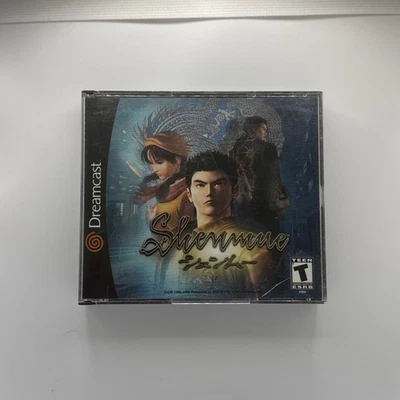 Dreamcast
Shenmue
シェンムー
TEEN
T
ESRB